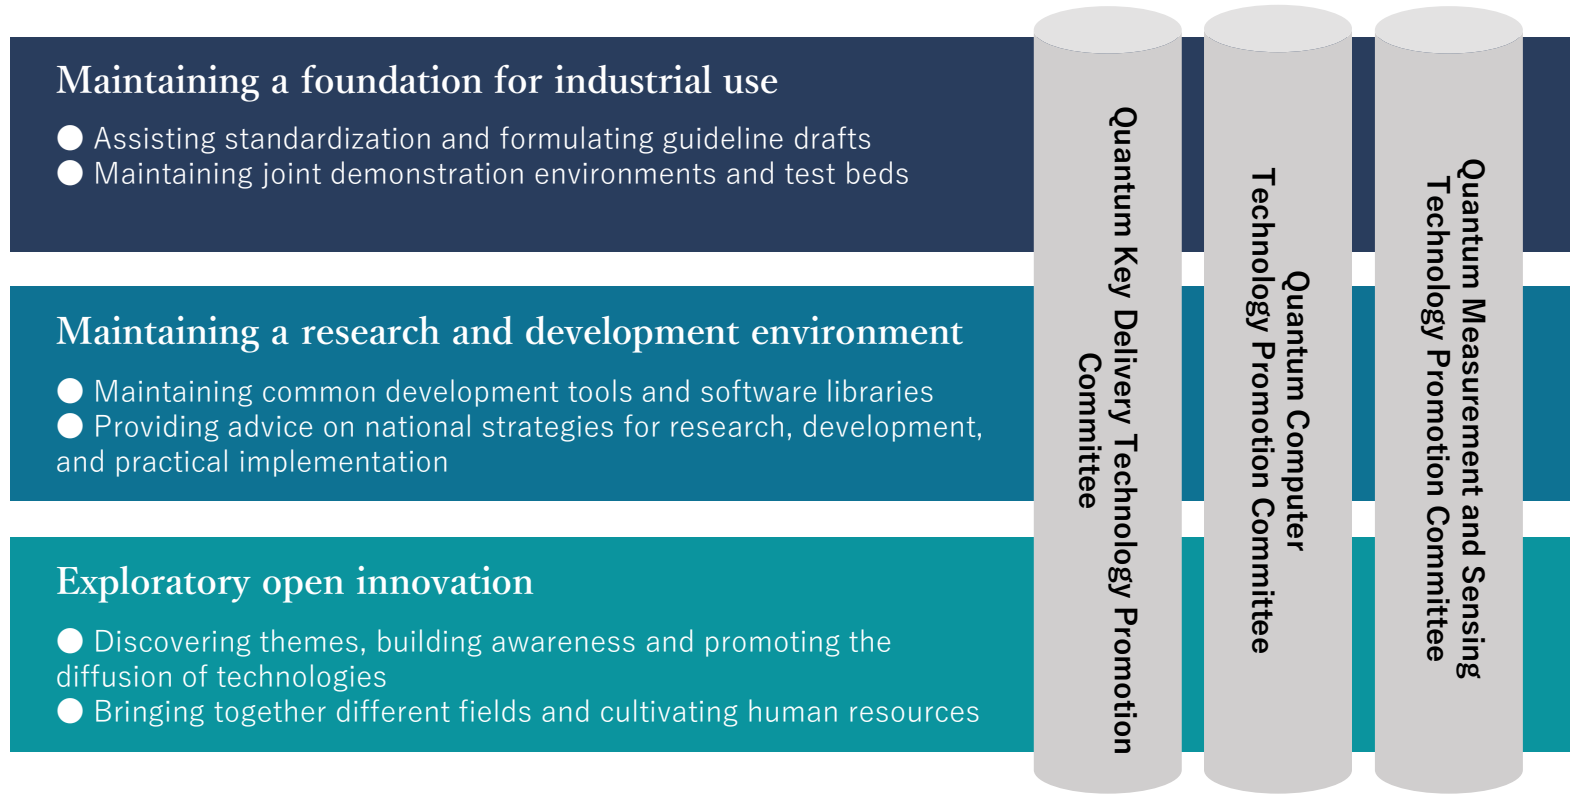 Maintaining a foundation for industrial use
● Assisting standardization and formulating guideline drafts
● Maintaining joint demonstration environments and test beds
Maintaining a research and development environment
● Maintaining common development tools and software libraries
● Providing advice on national strategies for research, development,
and practical implementation
Exploratory open innovation
● Discovering themes, building awareness and promoting the
diffusion of technologies
● Bringing together different fields and cultivating human resources
Quantum Key Delivery Technology Promotion
Committee
Quantum Computer
Technology Promotion Committee
Quantum Measurement and Sensing
Technology Promotion Committee